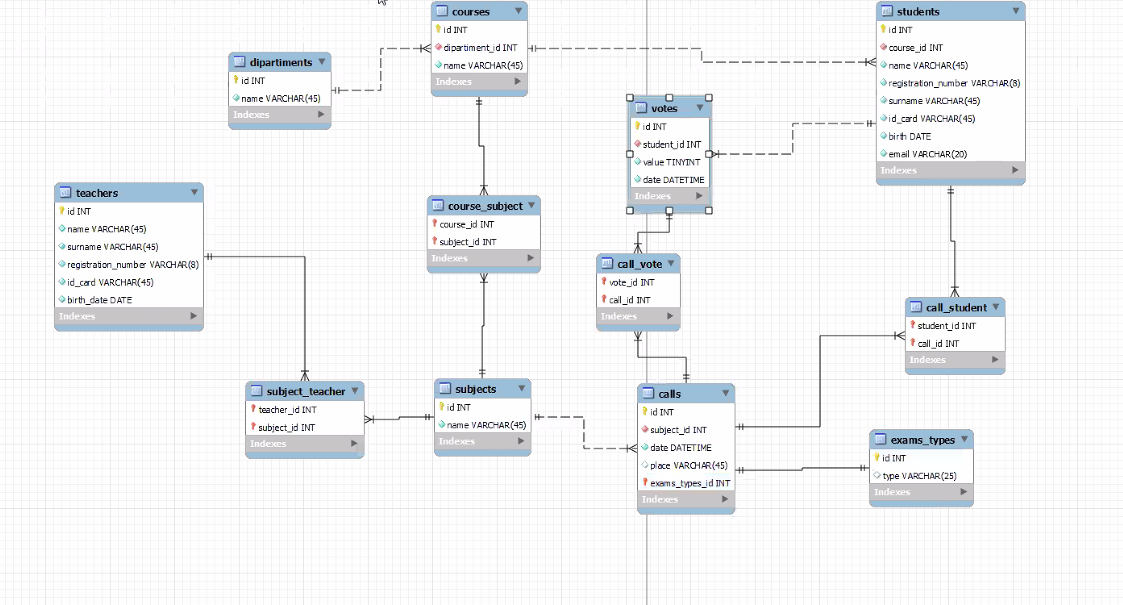 courses
id INT
dipartiment_id INT
name VARCHAR(45)
Indexes
students
id INT
course_id INT
name VARCHAR(45)
registration_number VARCHAR(8)
surname VARCHAR(45)
id_card VARCHAR(45)
birth DATE
email VARCHAR(20)
Indexes
dipartiments
id INT
name VARCHAR(45)
Indexes
votes
id INT
student_id INT
value TINYINT
date DATETIME
Indexes
teachers
id INT
name VARCHAR(45)
surname VARCHAR(45)
registration_number VARCHAR(8)
id_card VARCHAR(45)
birth_date DATE
Indexes
course_subject
course_id INT
subject_id INT
Indexes
call_vote
vote_id INT
call_id INT
Indexes
call_student
student_id INT
call_id INT
Indexes
subject_teacher
teacher_id INT
subject_id INT
Indexes
subjects
id INT
name VARCHAR(45)
Indexes
calls
id INT
subject_id INT
date DATETIME
place VARCHAR(45)
exams_types_id INT
Indexes
exams_types
id INT
type VARCHAR(25)
Indexes